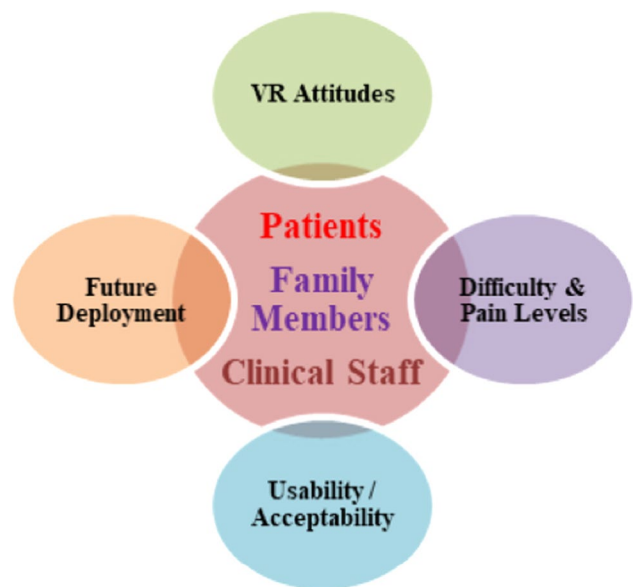 VR Attitudes
Patients
Family
Members
Clinical Staff
Future
Deployment
Difficulty &
Pain Levels
Usability /
Acceptability